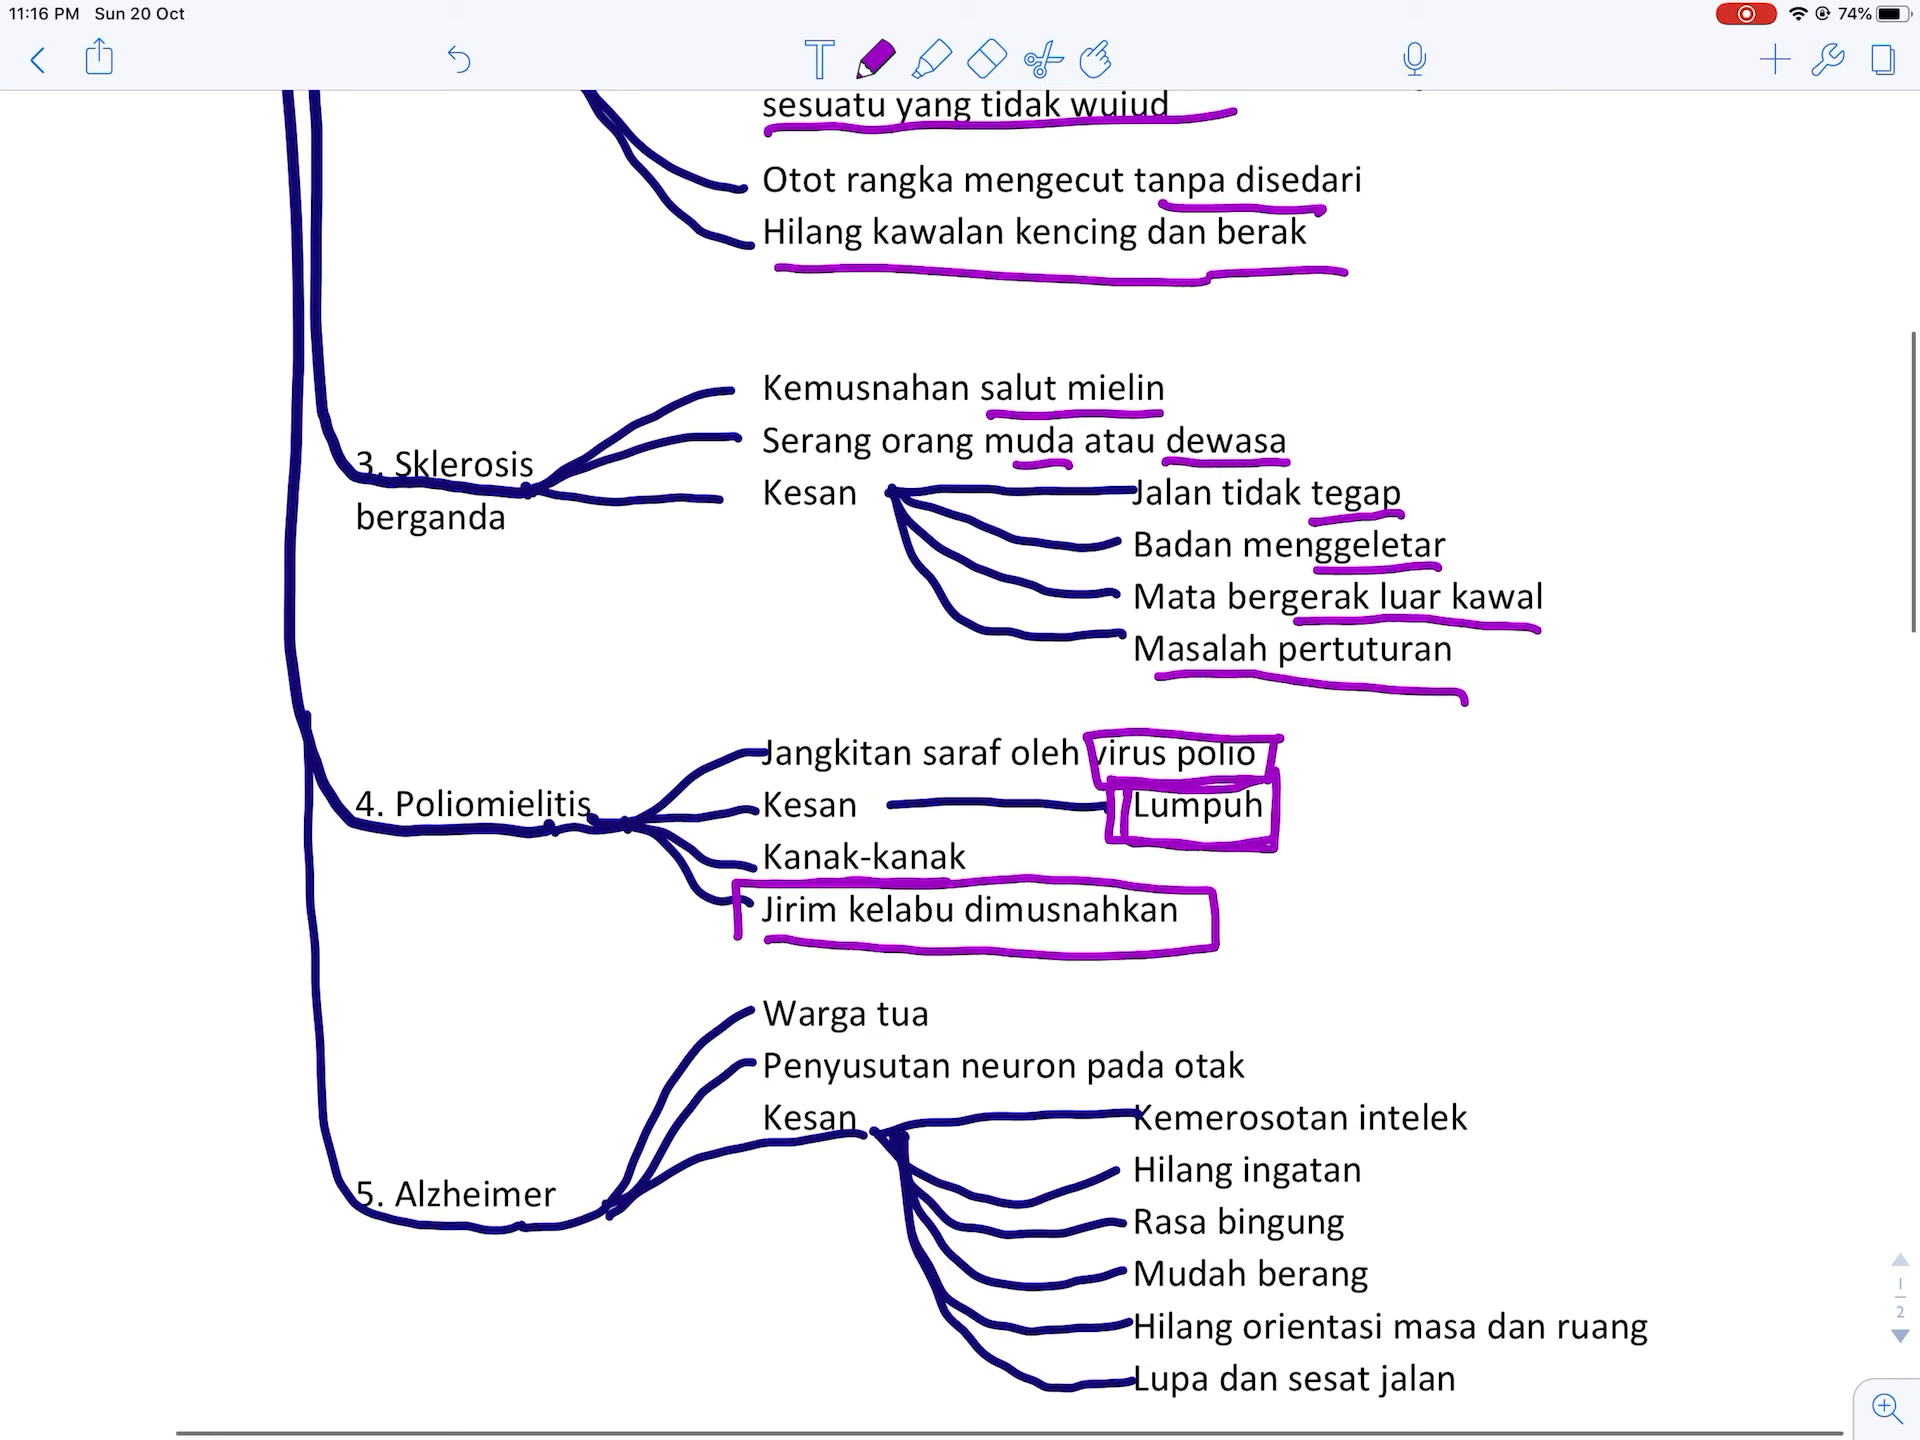 11:16 PM Sun 20 Oct
74%
sesuatu yang tidak wujud
Otot rangka mengecut tanpa disedari
Hilang kawalan kencing dan berak
3. Sklerosis
berganda
Kemusnahan salut mielin
Serang orang muda atau dewasa
Kesan
Jalan tidak tegap
Badan menggeletar
Mata bergerak luar kawal
Masalah pertuturan
4. Poliomielitis
Jangkitan saraf oleh virus polio
Kesan
Lumpuh
Kanak-kanak
Jirim kelabu dimusnahkan
5. Alzheimer
Warga tua
Penyusutan neuron pada otak
Kesan
Kemerosotan intelek
Hilang ingatan
Rasa bingung
Mudah berang
Hilang orientasi masa dan ruang
Lupa dan sesat jalan
1
2